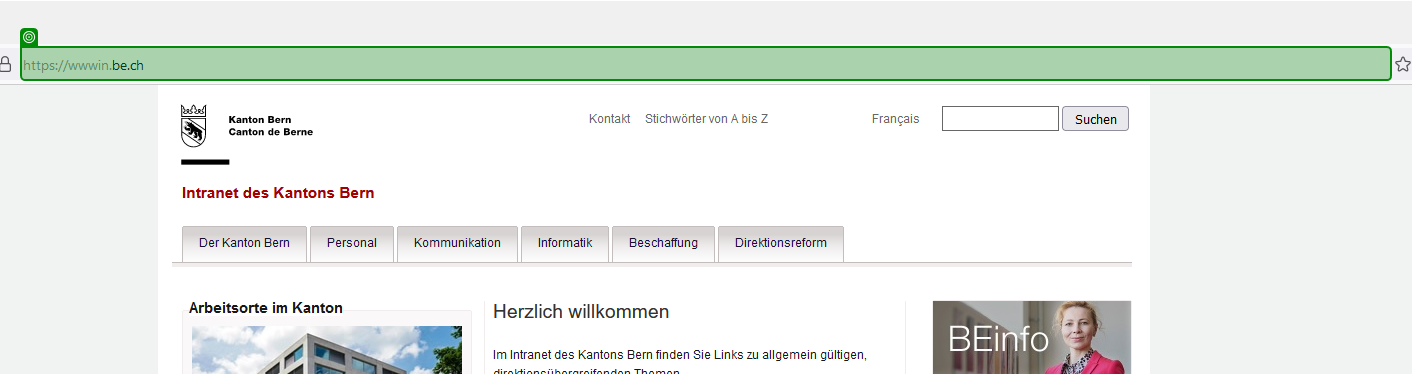 https://wwwin.be.ch
Kanton Bern
Canton de Berne
Kontakt Stichwörter von A bis Z Français Suchen
Intranet des Kantons Bern
Der Kanton Bern Personal Kommunikation Informatik Beschaffung Direktionsreform
Arbeitsorte im Kanton
Herzlich willkommen
Im Intranet des Kantons Bern finden Sie Links zu allgemein gültigen,
direktionsübergreifenden Themen
BEinfo